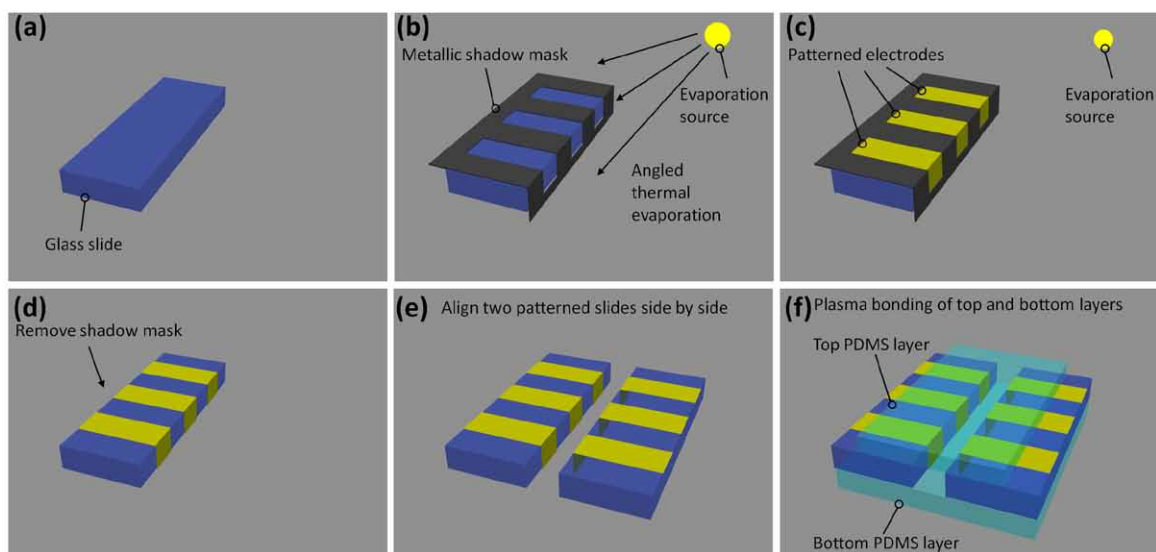 (a)
Glass slide
(b)
Metallic shadow mask
Evaporation
source
Angled
thermal
evaporation
(c)
Patterned electrodes
Evaporation
source
(d)
Remove shadow mask
(e)
Align two patterned slides side by side
(f)
Plasma bonding of top and bottom layers
Top PDMS layer
Bottom PDMS layer